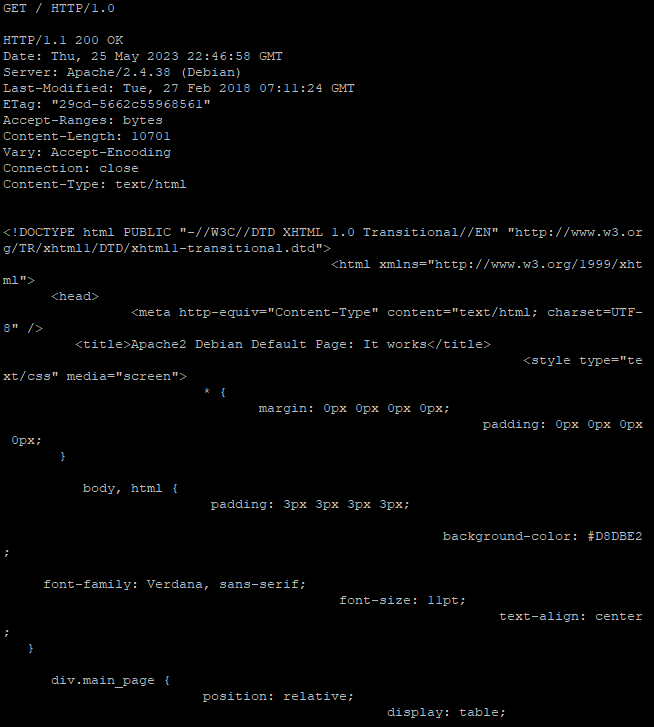 GET / HTTP/1.0
HTTP/1.1 200 OK
Date: Thu, 25 May 2023 22:46:58 GMT
Server: Apache/2.4.38 (Debian)
Last-Modified: Tue, 27 Feb 2018 07:11:24 GMT
ETag: "29cd-5662c55968561"
Accept-Ranges: bytes
Content-Length: 10701
Vary: Accept-Encoding
Connection: close
Content-Type: text/html
<!DOCTYPE html PUBLIC "-//W3C//DTD XHTML 1.0 Transitional//EN" "http://www.w3.or
g/TR/xhtml1/DTD/xhtml1-transitional.dtd">
<html xmlns="http://www.w3.org/1999/xht
ml">
<head>
<meta http-equiv="Content-Type" content="text/html; charset=UTF-
8" />
<title>Apache2 Debian Default Page: It works</title>
<style type="te
xt/css" media="screen">
* {
margin: 0px 0px 0px 0px;
padding: 0px 0px 0px
0px;
}
body, html {
padding: 3px 3px 3px 3px;
background-color: #D8DBE2
;
font-family: Verdana, sans-serif;
font-size: 11pt;
text-align: center
;
}
div.main_page {
position: relative;
display: table;